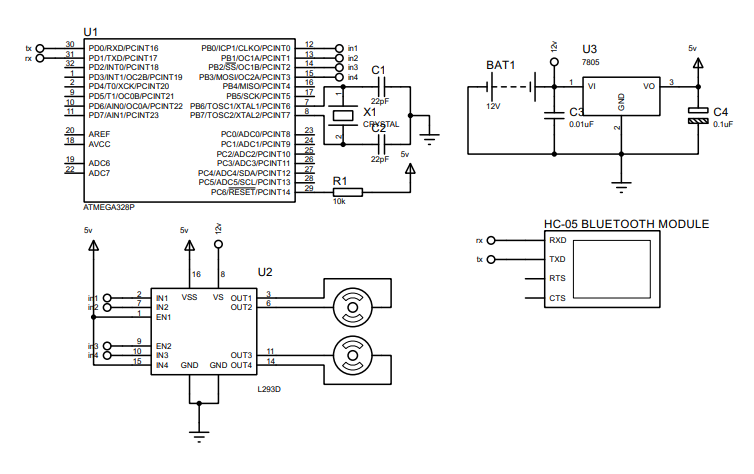 U1
tx
rx
30
31
32
1
2
9
10
11
20
18
19
22
PD0/RXD/PCINT16
PD1/TXD/PCINT17
PD2/INT0/PCINT18
PD3/INT1/OC2B/PCINT19
PD4/T0/XCK/PCINT20
PD5/T1/OC0B/PCINT21
PD6/AIN0/OC0A/PCINT22
PD7/AIN1/PCINT23
AREF
AVCC
ADC6
ADC7
PB0/ICP1/CLKO/PCINT0
PB1/OC1A/PCINT1
PB2/SS/OC1B/PCINT2
PB3/MOSI/OC2A/PCINT3
PB4/MISO/PCINT4
PB5/SCK/PCINT5
PB6/TOSC1/XTAL1/PCINT6
PB7/TOSC2/XTAL2/PCINT7
PC0/ADC0/PCINT8
PC1/ADC1/PCINT9
PC2/ADC2/PCINT10
PC3/ADC3/PCINT11
PC4/ADC4/SDA/PCINT12
PC5/ADC5/SCL/PCINT13
PC6/RESET/PCINT14
12
13
14
15
16
17
7
8
23
24
25
26
27
28
29
in1
in2
in3
in4
ATMEGA328P
C1
22pF
1
X1
CRYSTAL
2
C2
22pF
5v
R1
10k
BAT1
12V
12v
C3
0.01uF
U3
7805
1
VI
VO
3
GND
2
5v
C4
0.1uF
HC-05 BLUETOOTH MODULE
rx
tx
RXD
TXD
RTS
CTS
5v
5v
12v
U2
16
8
VSS
VS
in1
in2
in3
in4
2
7
1
9
10
15
IN1
IN2
EN1
EN2
IN3
IN4
GND
GND
OUT1
OUT2
OUT3
OUT4
3
6
11
14
L293D